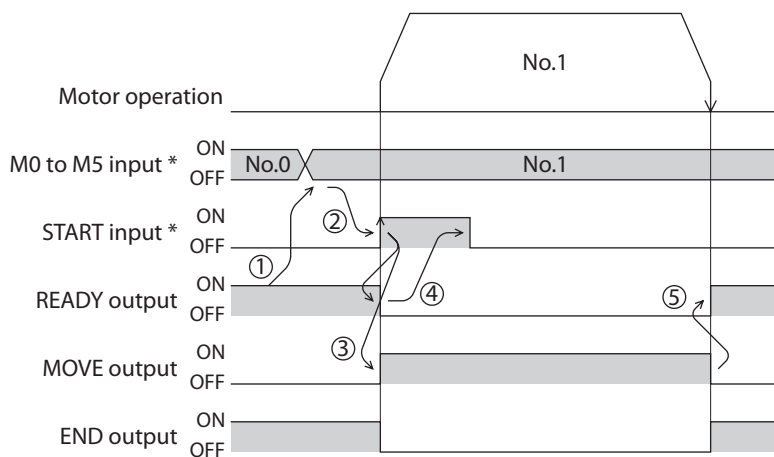 No.1
Motor operation
M0 to M5 input *
ON
OFF
No.0
No.1
START input *
ON
OFF
②
①
④
⑤
READY output
ON
OFF
③
MOVE output
ON
OFF
END output
ON
OFF